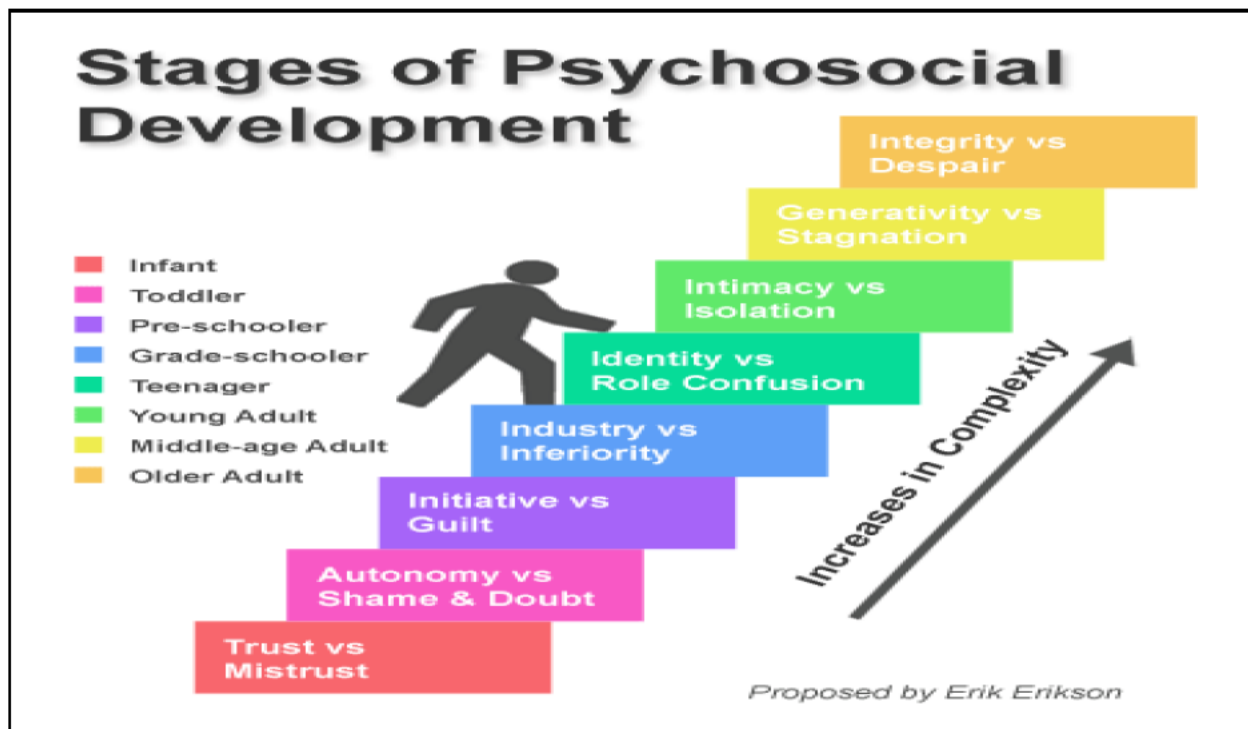 Stages of Psychosocial
Development
Integrity vs
Despair
Generativity vs
Stagnation
Intimacy vs
Isolation
Identity vs
Role Confusion
Industry vs
Inferiority
Initiative vs
Guilt
Autonomy vs
Shame & Doubt
Trust vs
Mistrust
Infant
Toddler
Pre-schooler
Grade-schooler
Teenager
Young Adult
Middle-age Adult
Older Adult
Increases in Complexity
Proposed by Erik Erikson